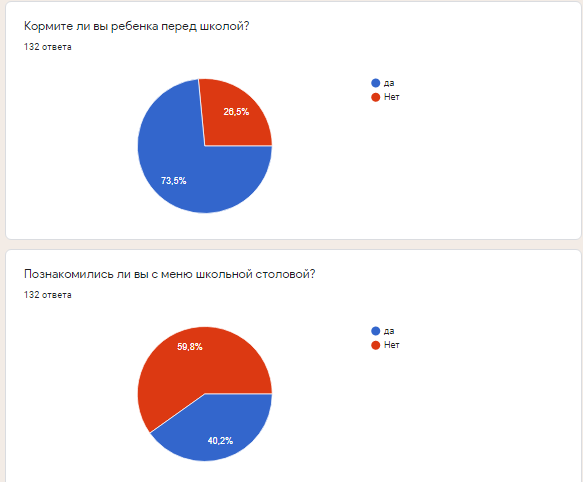 Кормите ли вы ребенка перед школой?
132 ответа
да
Нет
26,5%
73,5%
Познакомились ли вы с меню школьной столовой?
132 ответа
да
Нет
59,8%
40,2%